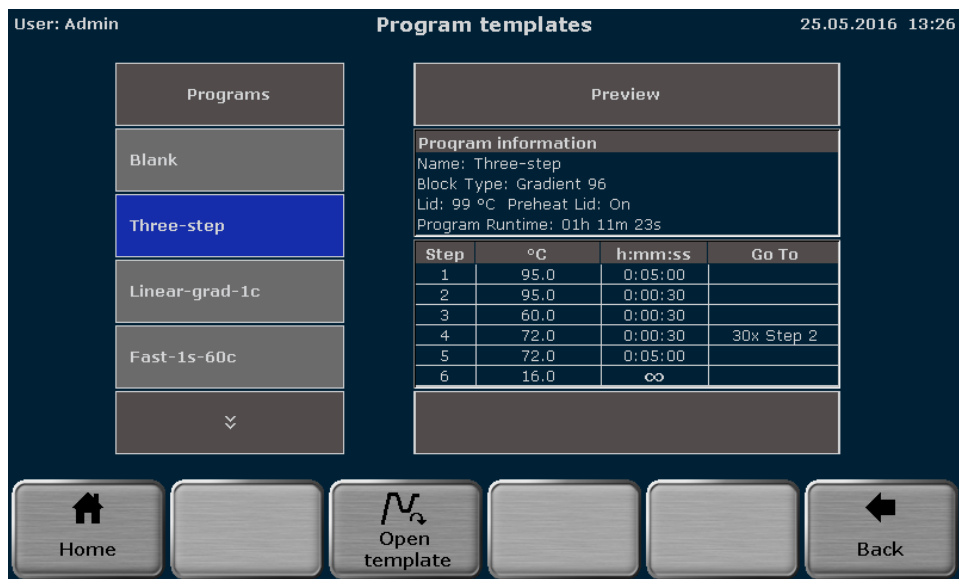 User: Admin Program templates 25.05.2016 13:26
Programs
Blank
Three-step
Linear-grad-1c
Fast-1s-60c
Preview
Program information
Name: Three-step
Block Type: Gradient 96
Lid: 99 °C Preheat Lid: On
Program Runtime: 01h 11m 23s
Step °C h:mm:ss Go To
1 95.0 0:05:00
2 95.0 0:00:30
3 60.0 0:00:30
4 72.0 0:00:30 30x Step 2
5 72.0 0:05:00
6 16.0 ∞
Home
Open
template
Back